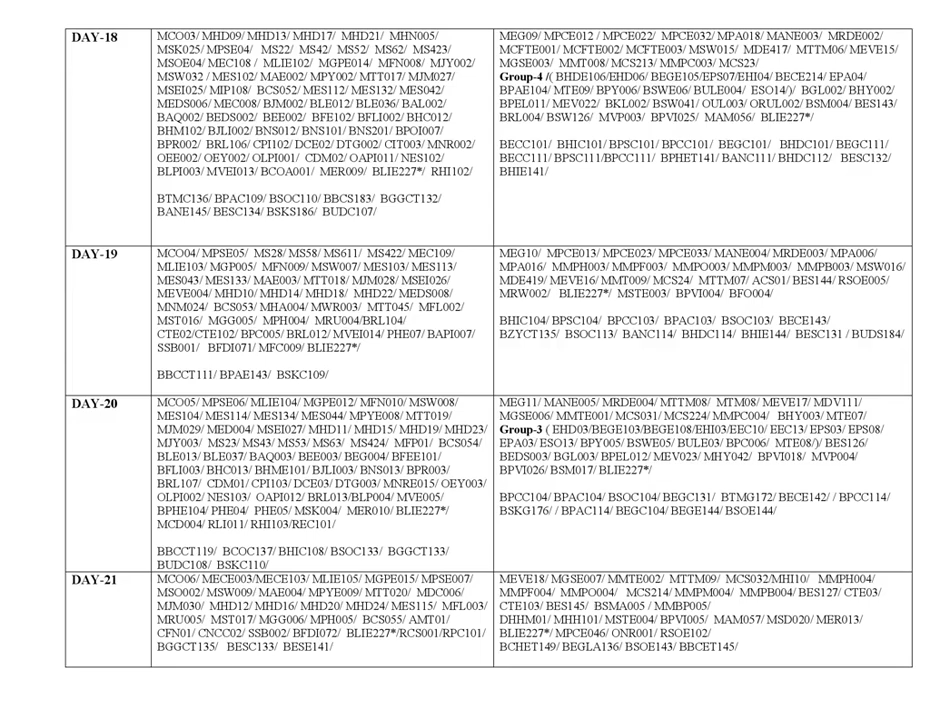 DAY-18
MCO03/ MHD09/ MHD13/ MHD17/ MHD21/ MHN005/
MSK025/ MPSE04/ MS22/ MS42/ MS52/ MS62/ MS423/
MSOE04/ MEC108 / MLIE102/ MGPE014/ MFN008/ MJY002/
MSW032 / MES102/ MAE002/ MPY002/ MTT017/ MJM027/
MSEI025/ MIP108/ BCS052/ MES112/ MES132/ MES042/
MEDS006/ MEC008/ BJM002/ BLE012/ BLE036/ BAL002/
BAQ002/ BEDS002/ BEE002/ BFE102/ BFLI002/ BHC012/
BHM102/ BJLI002/ BNS012/ BNS101/ BNS201/ BPOI007/
BPR002/ BRL106/ CPI102/ DCE02/ DTG002/ CIT003/ MNR002/
OEE002/ OEY002/ OLPI001/ CDM02/ OAPI011/ NES102/
BLPI003/ MVEI013/ BCOA001/ MER009/ BLIE227*/ RHI102/
BTMC136/ BPAC109/ BSOC110/ BBCS183/ BGGCT132/
BANE145/ BESC134/ BSKS186/ BUDC107/
MEG09/ MPCE012 / MPCE022/ MPCE032/ MPA018/ MANE003/ MRDE002/
MCFTE001/ MCFTE002/ MCFTE003/ MSW015/ MDE417/ MTTM06/ MEVE15/
MGSE003/ MMT008/ MCS213/ MMPC003/ MCS23/
Group-4 /( BHDE106/EHD06/ BEGE105/EPS07/EHI04/ BECE214/ EPA04/
BPAE104/ MTE09/ BPY006/ BSWE06/ BULE004/ ESO14/)/ BGL002/ BHY002/
BPEL011/ MEV022/ BKL002/ BSW041/ OUL003/ ORUL002/ BSM004/ BES143/
BRL004/ BSW126/ MVP003/ BPVI025/ MAM056/ BLIE227*/
BECC101/ BHIC101/ BPSC101/ BPCC101/ BEGC101/ BHDC101/ BEGC111/
BECC111/ BPSC111/BPCC111/ BPHET141/ BANC111/ BHDC112/ BESC132/
BHIE141/
DAY-19
MCO04/ MPSE05/ MS28/ MS58/ MS611/ MS422/ MEC109/
MLIE103/ MGP005/ MFN009/ MSW007/ MES103/ MES113/
MES043/ MES133/ MAE003/ MTT018/ MJM028/ MSEI026/
MEVE004/ MHD10/ MHD14/ MHD18/ MHD22/ MEDS008/
MNM024/ BCS053/ MHA004/ MWR003/ MTT045/ MFL002/
MST016/ MGG005/ MPH004/ MRU004/BRL104/
CTE02/CTE102/ BPC005/ BRL012/ MVEI014/ PHE07/ BAPI007/
SSB001/ BFDI071/ MFC009/ BLIE227*/
BBCCT111/ BPAE143/ BSKC109/
MEG10/ MPCE013/ MPCE023/ MPCE033/ MANE004/ MRDE003/ MPA006/
MPA016/ MMPH003/ MMPF003/ MMPO003/ MMPM003/ MMPB003/ MSW016/
MDE419/ MEVE16/ MMT009/ MCS24/ MTTM07/ ACS01/ BES144/ RSOE005/
MRW002/ BLIE227*/ MSTE003/ BPVI004/ BFO004/
BHIC104/ BPSC104/ BPCC103/ BPAC103/ BSOC103/ BECE143/
BZYCT135/ BSOC113/ BANC114/ BHDC114/ BHIE144/ BESC131 / BUDS184/
DAY-20
MCO05/ MPSE06/ MLIE104/ MGPE012/ MFN010/ MSW008/
MES104/ MES114/ MES134/ MES044/ MPYE008/ MTT019/
MJM029/ MED004/ MSEI027/ MHD11/ MHD15/ MHD19/ MHD23/
MJY003/ MS23/ MS43/ MS53/ MS63/ MS424/ MFP01/ BCS054/
BLE013/ BLE037/ BAQ003/ BEE003/ BEG004/ BFEE101/
BFLI003/ BHC013/ BHME101/ BJLI003/ BNS013/ BPR003/
BRL107/ CDM01/ CPI103/ DCE03/ DTG003/ MNRE015/ OEY003/
OLPI002/ NES103/ OAPI012/ BRL013/BLP004/ MVE005/
BPHE104/ PHE04/ PHE05/ MSK004/ MER010/ BLIE227*/
MCD004/ RLI011/ RHI103/REC101/
BBCCT119/ BCOC137/ BHIC108/ BSOC133/ BGGCT133/
BUDC108/ BSKC110/
MEG11/ MANE005/ MRDE004/ MTTM08/ MTM08/ MEVE17/ MDV111/
MGSE006/ MMTE001/ MCS031/ MCS224/ MMPC004/ BHY003/ MTE07/
Group-3 ( EHD03/BEGE103/BEGE108/EHI03/EEC10/ EEC13/ EPS03/ EPS08/
EPA03/ ESO13/ BPY005/ BSWE05/ BULE03/ BPC006/ MTE08/)/ BES126/
BEDS003/ BGL003/ BPEL012/ MEV023/ MHY042/ BPVI018/ MVP004/
BPVI026/ BSM017/ BLIE227*/
BPCC104/ BPAC104/ BSOC104/ BEGC131/ BTMG172/ BECE142/ / BPCC114/
BSKG176/ / BPAC114/ BEGC104/ BEGE144/ BSOE144/
DAY-21
MCO06/ MECE003/MECE103/ MLIE105/ MGPE015/ MPSE007/
MSO002/ MSW009/ MAE004/ MPYE009/ MTT020/ MDC006/
MJM030/ MHD12/ MHD16/ MHD20/ MHD24/ MES115/ MFL003/
MRU005/ MST017/ MGG006/ MPH005/ BCS055/ AMT01/
CFN01/ CNCC02/ SSB002/ BFDI072/ BLIE227*/RCS001/RPC101/
BGGCT135/ BESC133/ BESE141/
MEVE18/ MGSE007/ MMTE002/ MTTM09/ MCS032/MHI10/ MMPH004/
MMPF004/ MMPO004/ MCS214/ MMPM004/ MMPB004/ BES127/ CTE03/
CTE103/ BES145/ BSMA005 / MMBP005/
DHHM01/ MHH101/ MSTE004/ BPVI005/ MAM057/ MSD020/ MER013/
BLIE227*/ MPCE046/ ONR001/ RSOE102/
BCHET149/ BEGLA136/ BSOE143/ BBCET145/